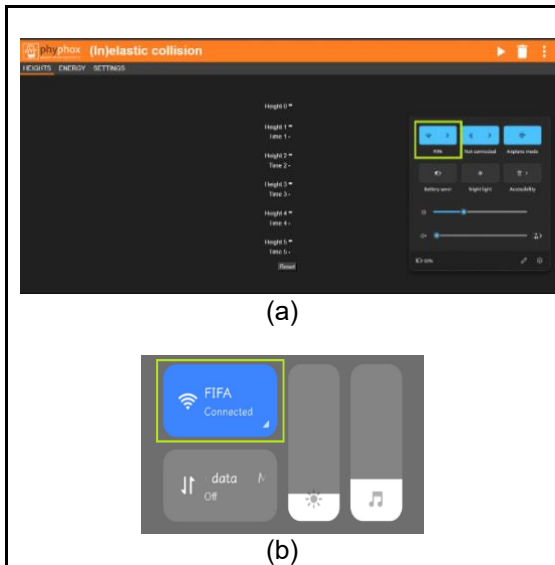 phyphox (In)elastic collision
HEIGHTS ENERGY SETTINGS
Height 0 =
Height 1 =
Time 1 -
Height 2 =
Time 2 -
Height 3 =
Time 3 -
Height 4 =
Time 4 -
Height 5 =
Time 5 -
Reset
FIFA Not connected Airplane mode
Battery saver Night light Accessibility
(a)
FIFA
Connected
data M
Off
(b)